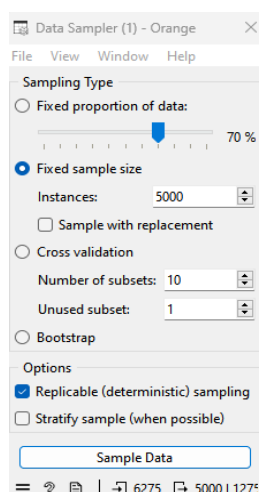 Data Sampler (1) - Orange
File View Window Help
Sampling Type
Fixed proportion of data:
70 %
Fixed sample size
Instances: 5000
Sample with replacement
Cross validation
Number of subsets: 10
Unused subset: 1
Bootstrap
Options
Replicable (deterministic) sampling
Stratify sample (when possible)
Sample Data
6275 5000 | 1275